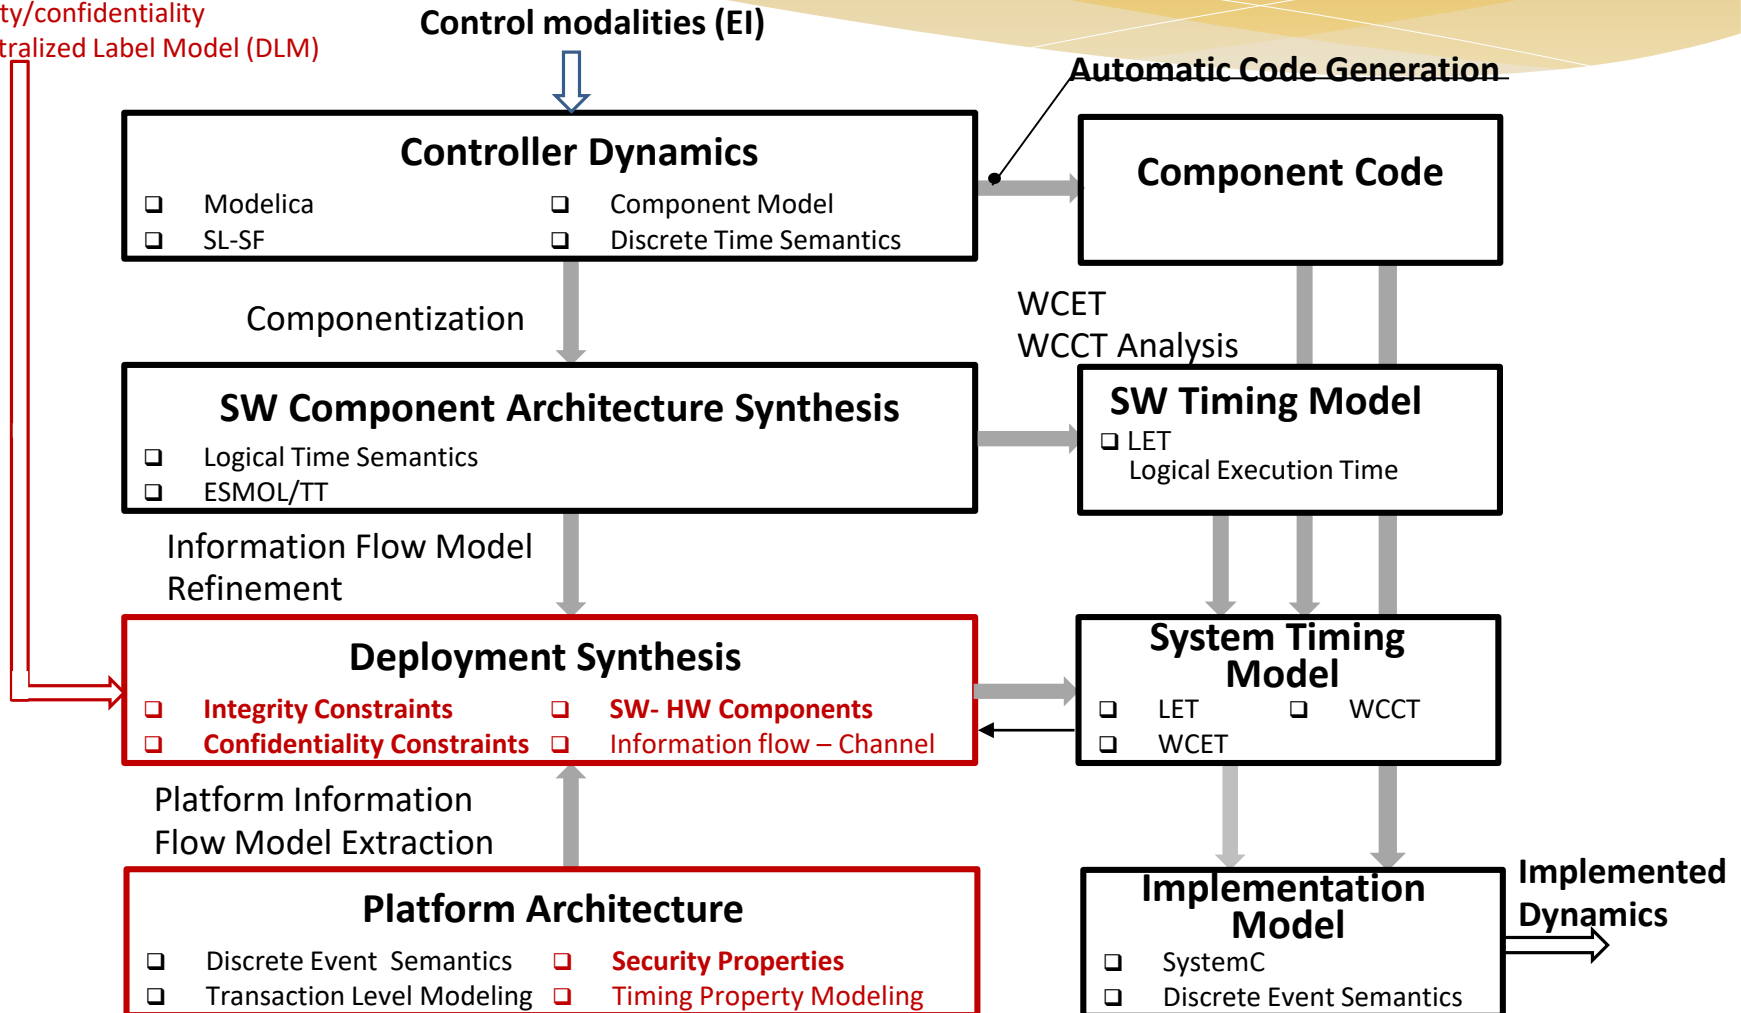 ty/confidentiality
tralized Label Model (DLM)
Control modalities (EI)
Automatic Code Generation
Controller Dynamics
Modelica
Component Model
SL-SF
Discrete Time Semantics
Component Code
Componentization
WCET
WCCT Analysis
SW Component Architecture Synthesis
Logical Time Semantics
ESMOL/TT
SW Timing Model
LET
Logical Execution Time
Information Flow Model
Refinement
Deployment Synthesis
Integrity Constraints
SW- HW Components
Confidentiality Constraints
Information flow – Channel
System Timing
Model
LET
WCCT
WCET
Platform Information
Flow Model Extraction
Platform Architecture
Discrete Event Semantics
Security Properties
Transaction Level Modeling
Timing Property Modeling
Implementation
Model
SystemC
Discrete Event Semantics
Implemented
Dynamics